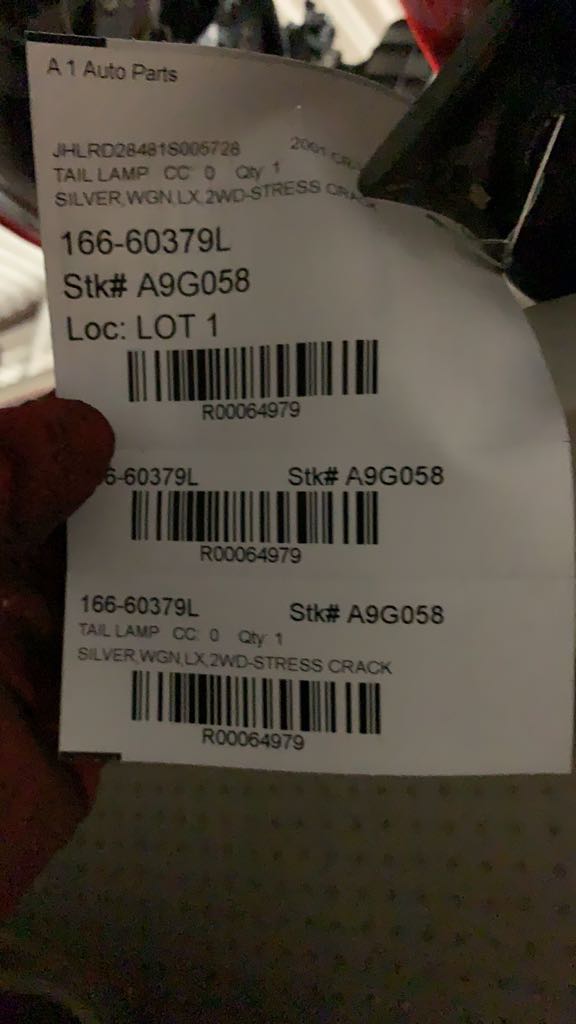 A 1 Auto Parts
JHLRD28481S005728 2001
TAIL LAMP CC: 0 Qty 1
SILVER,WGN,LX,2WD-STRESS
166-60379L
Stk# A9G058
Loc: LOT 1
R00064979
6-60379L Stk# A9G058
R00064979
166-60379L Stk# A9G058
TAIL LAMP CC: 0 Qty 1
SILVER,WGN,LX,2WD-STRESS CRACK
R00064979